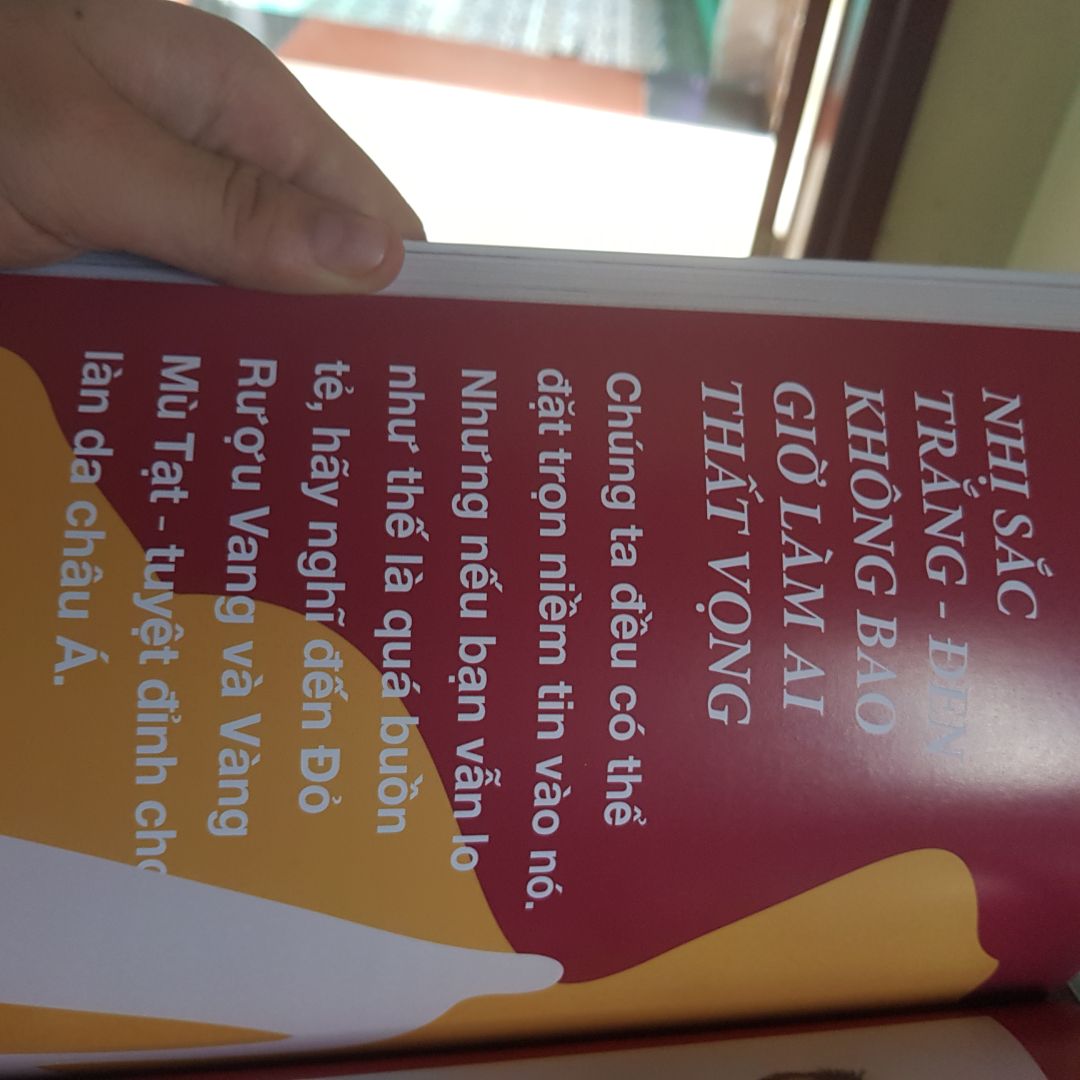 NHỊ SẮC
TRẮNG - ĐEN
KHÔNG BAO
GIỜ LÀM AI
THẤT VỌNG
Chúng ta đều có thể
đặt trọn niềm tin vào nó.
Nhưng nếu bạn vẫn lo
như thế là quá buồn
tẻ, hãy nghĩ đến Đỏ
Rượu Vang và Vàng
Mù Tạt - tuyệt đỉnh cho
làn da châu Á.